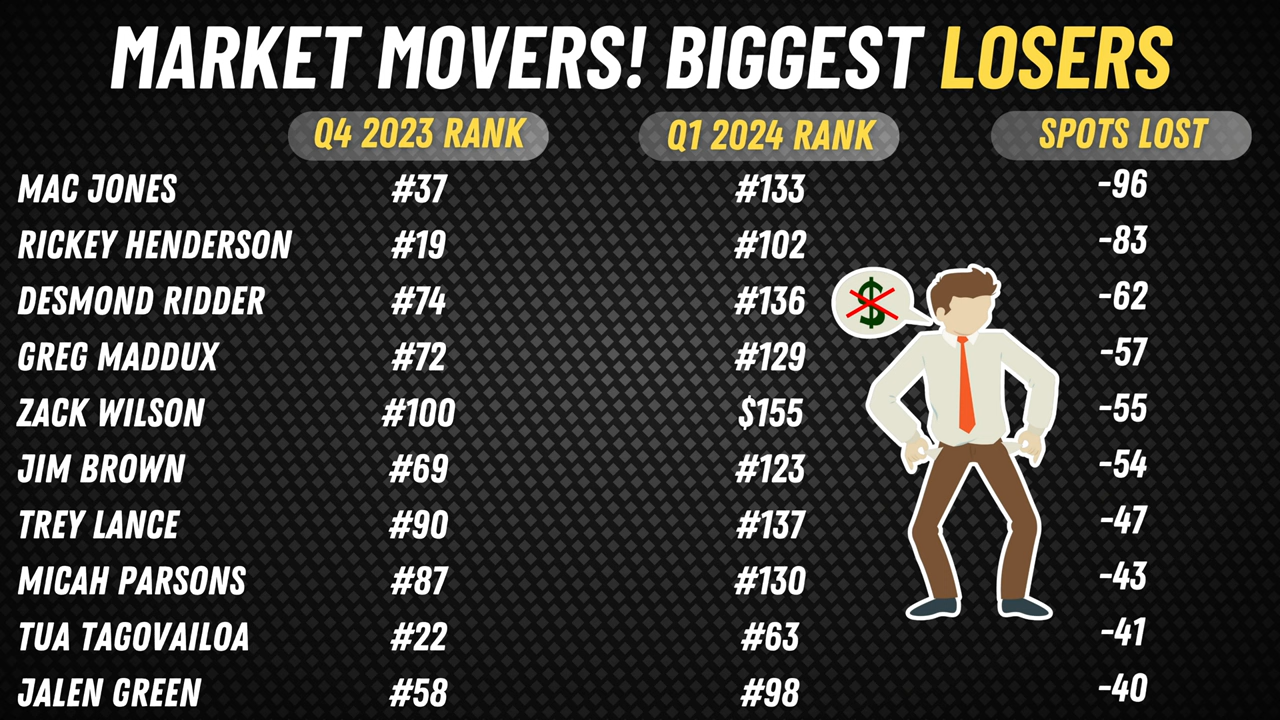 MARKET MOVERS! BIGGEST LOSERS
Q4 2023 RANK Q1 2024 RANK SPOTS LOST
MAC JONES #37 #133 -96
RICKEY HENDERSON #19 #102 -83
DESMOND RIDDER #74 #136 -62
GREG MADDUX #72 #129 -57
ZACK WILSON #100 $155 -55
JIM BROWN #69 #123 -54
TREY LANCE #90 #137 -47
MICAH PARSONS #87 #130 -43
TUA TAGOVAILOA #22 #63 -41
JALEN GREEN #58 #98 -40
$